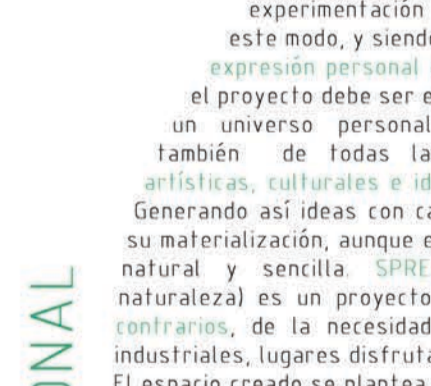 experimentación
este modo, y siendo
expresión personal
el proyecto debe ser e
un universo personal
también de todas la
artísticas, culturales e id
Generando así ideas con ca
su materialización, aunque e
natural y sencilla. SPRE
naturaleza) es un proyecto
contrarios, de la necesidad
industriales, lugares disfruta
El espacio creado se plantea
ONAL